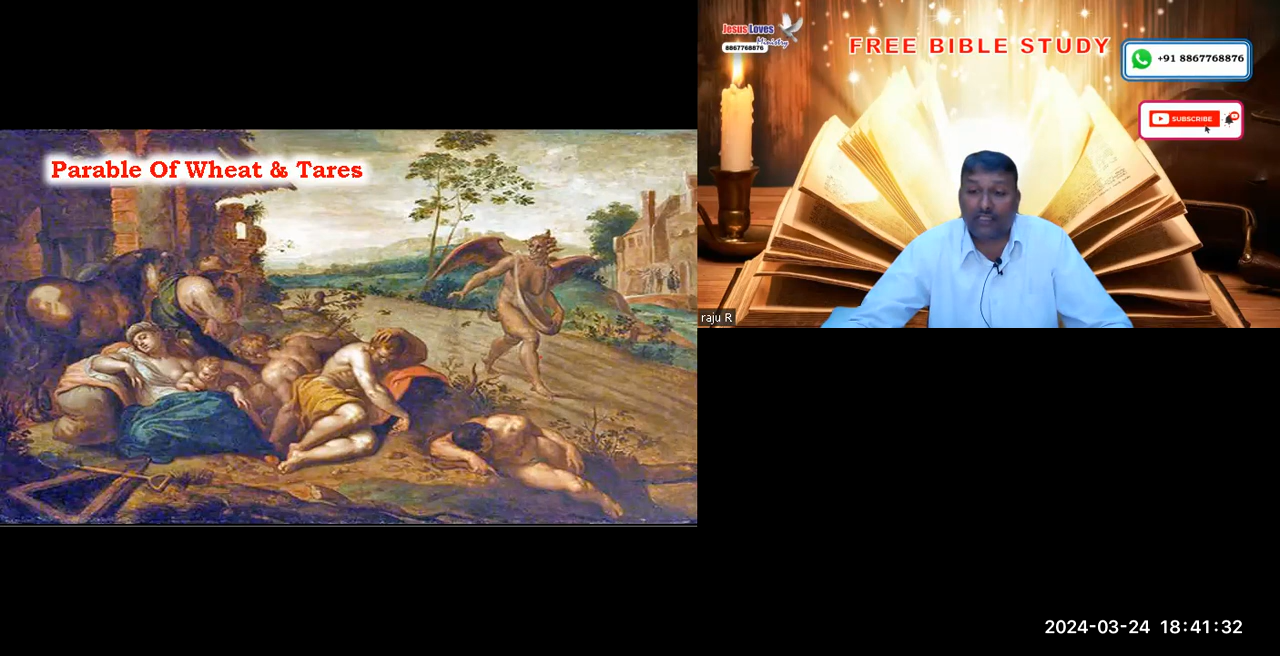 Parable Of Wheat & Tares
Jesus Loves
Ministry
8867768876
FREE BIBLE STUDY
+91 8867768876
SUBSCRIBE
raju R
2024-03-24 18:41:32